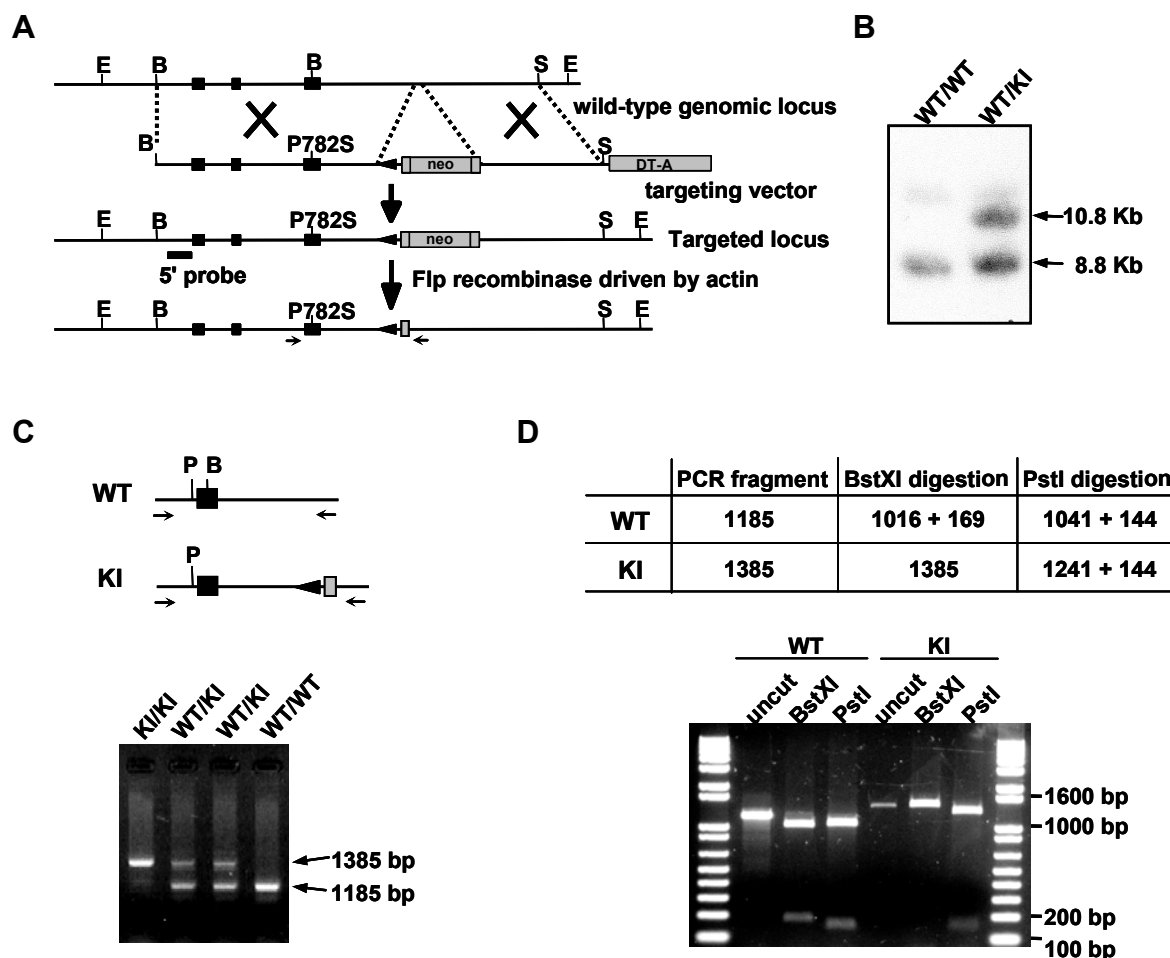 A
E B B S E
wild-type genomic locus
B P782S S
neo DT-A
targeting vector
E B P782S S E
neo
Targeted locus
5' probe
Flp recombinase driven by actin
E B P782S S E
B
WT/WT WT/KI
10.8 Kb
8.8 Kb
C
P B
WT
P
KI
KI/KI WT/KI WT/KI WT/WT
1385 bp
1185 bp
D
PCR fragment BstXI digestion PstI digestion
WT 1185 1016 + 169 1041 + 144
KI 1385 1385 1241 + 144
WT KI
uncut BstXI PstI uncut BstXI PstI
1600 bp
1000 bp
200 bp
100 bp